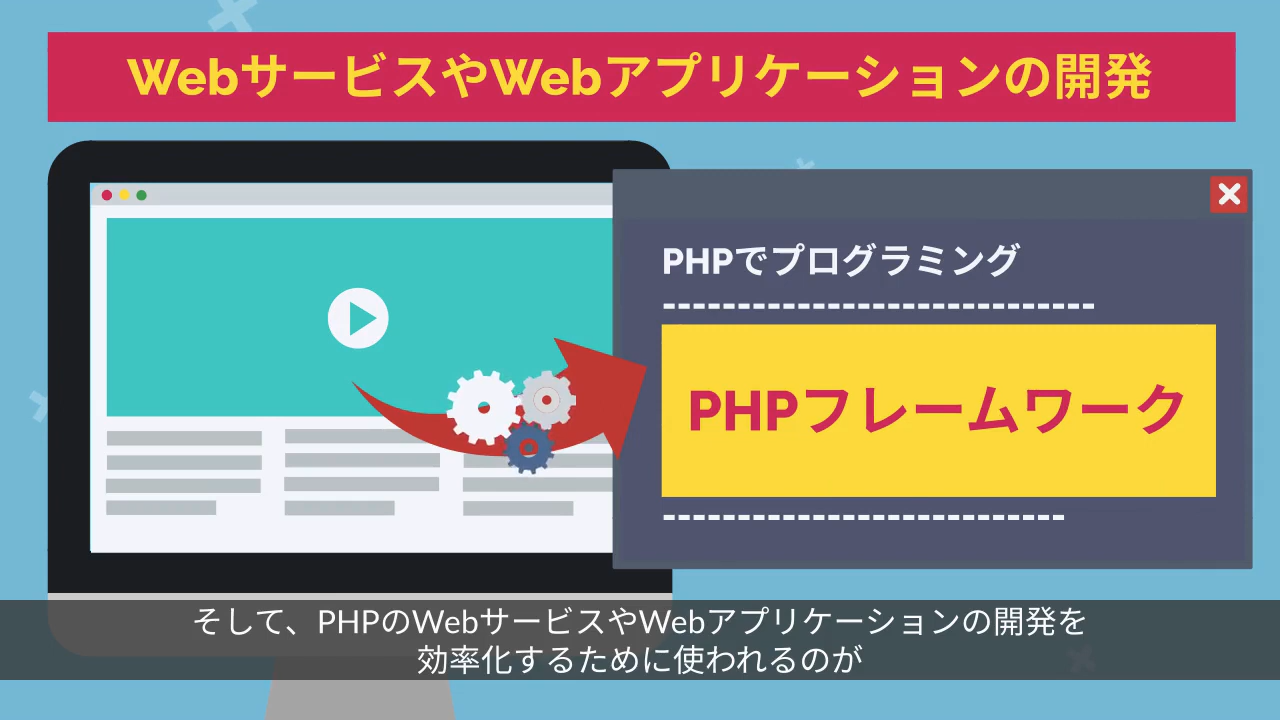 WebサービスやWebアプリケーションの開発
PHPでプログラミング
PHPフレームワーク
そして、PHPのWebサービスやWebアプリケーションの開発を
効率化するために使われるのが